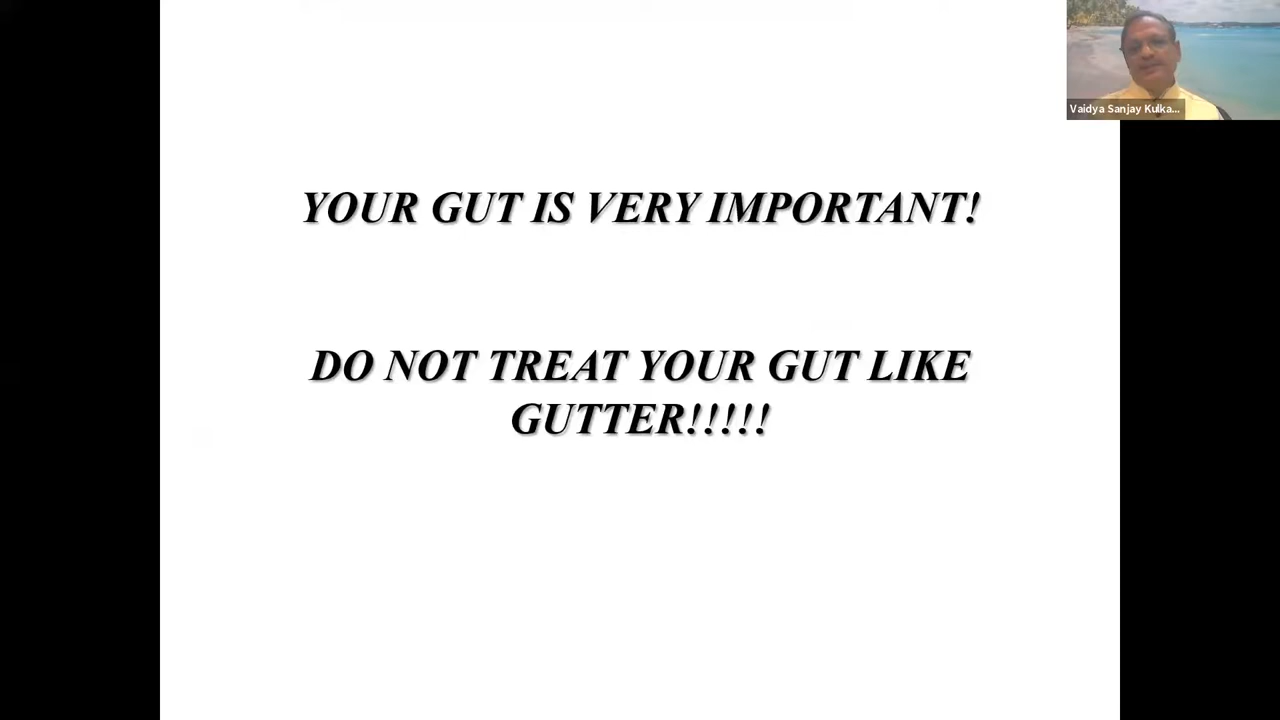 Vaidya Sanjay Kulka...
YOUR GUT IS VERY IMPORTANT!
DO NOT TREAT YOUR GUT LIKE
GUTTER!!!!!